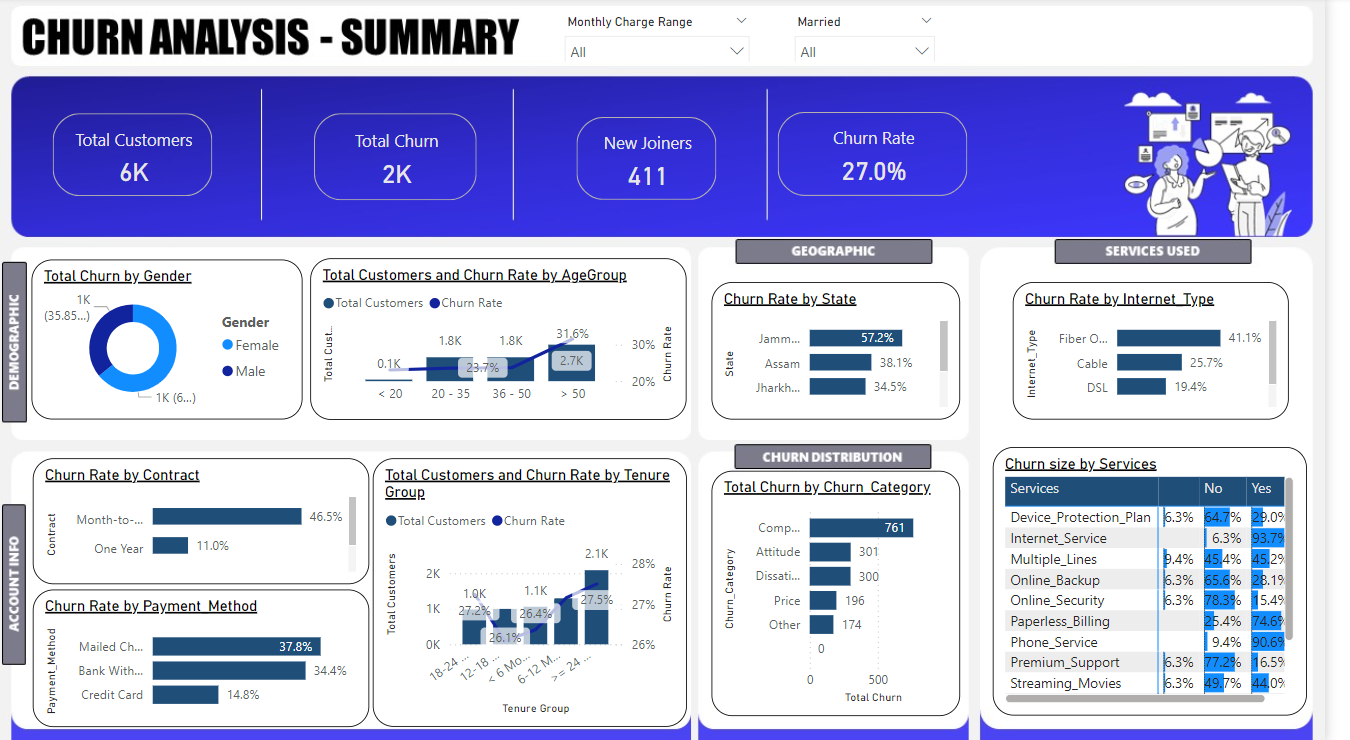 CHURN ANALYSIS - SUMMARY
Monthly Charge Range
All
Married
All
Total Customers
6K
Total Churn
2K
New Joiners
411
Churn Rate
27.0%
DEMOGRAPHIC
Total Churn by Gender
1K
(35.85...)
1K (6...)
Gender
Female
Male
Total Customers and Churn Rate by AgeGroup
Total Customers Churn Rate
Total Cust...
0.1K 1.8K 1.8K 31.6%
23.7% 2.7K
30%
20%
Churn Rate
< 20 20 - 35 36 - 50 > 50
GEOGRAPHIC
Churn Rate by State
State
Jamm... 57.2%
Assam 38.1%
Jharkh... 34.5%
SERVICES USED
Churn Rate by Internet_Type
Internet_Type
Fiber O... 41.1%
Cable 25.7%
DSL 19.4%
ACCOUNT INFO
Churn Rate by Contract
Contract
Month-to-... 46.5%
One Year 11.0%
Churn Rate by Payment_Method
Payment_Method
Mailed Ch... 37.8%
Bank With... 34.4%
Credit Card 14.8%
Total Customers and Churn Rate by Tenure
Group
Total Customers Churn Rate
Total Customers
2K
1K
0K
1.0K 1.1K 2.1K
27.2% 26.1% 26.4% 27.5%
28%
27%
26%
Churn Rate
18-24 ... 12-18 ... < 6 Mo... 6-12 M... >= 24 ...
Tenure Group
CHURN DISTRIBUTION
Total Churn by Churn_Category
Churn_Category
Comp... 761
Attitude 301
Dissati... 300
Price 196
Other 174
0
0 500
Total Churn
Churn size by Services
Services No Yes
Device_Protection_Plan 6.3% 64.7% 29.0%
Internet_Service 6.3% 93.7%
Multiple_Lines 9.4% 45.4% 45.2%
Online_Backup 6.3% 65.6% 28.1%
Online_Security 6.3% 78.3% 15.4%
Paperless_Billing 25.4% 74.6%
Phone_Service 9.4% 90.6%
Premium_Support 6.3% 77.2% 16.5%
Streaming_Movies 6.3% 49.7% 44.0%